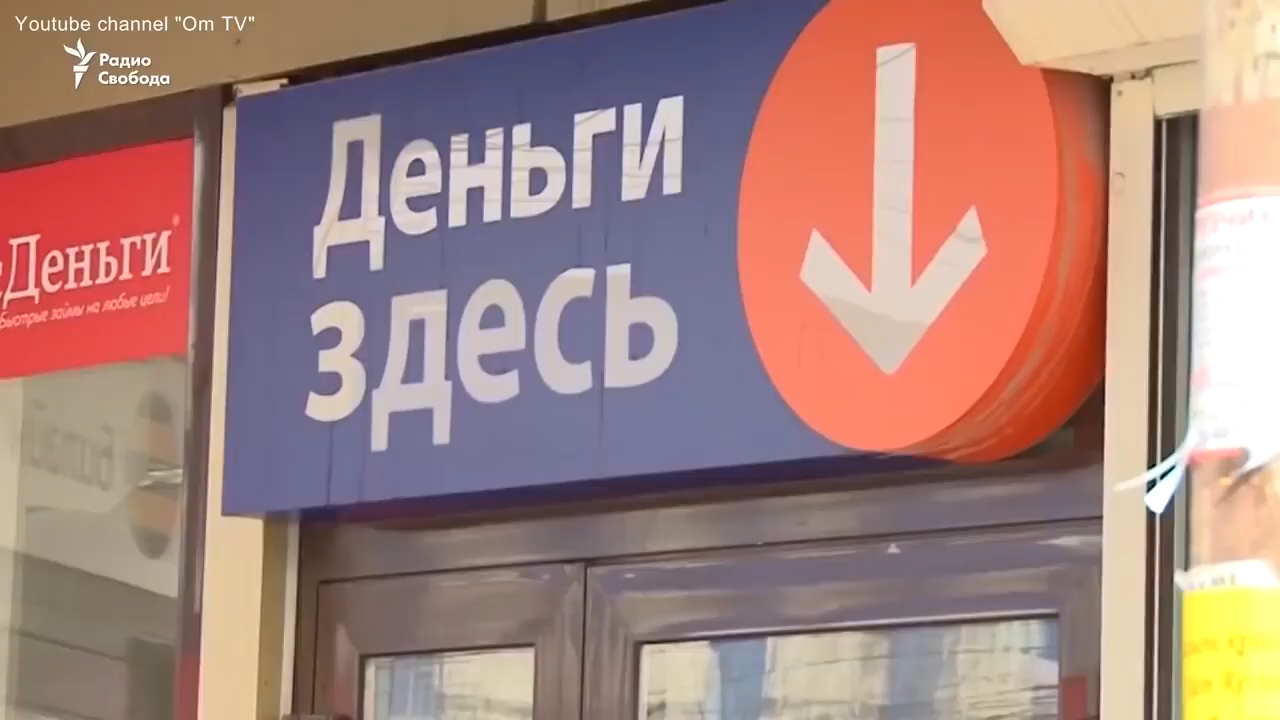 Youtube channel "Om TV"
Радио
Свобода
Деньги
здесь
Деньги®
Быстрые займы на любые цели!